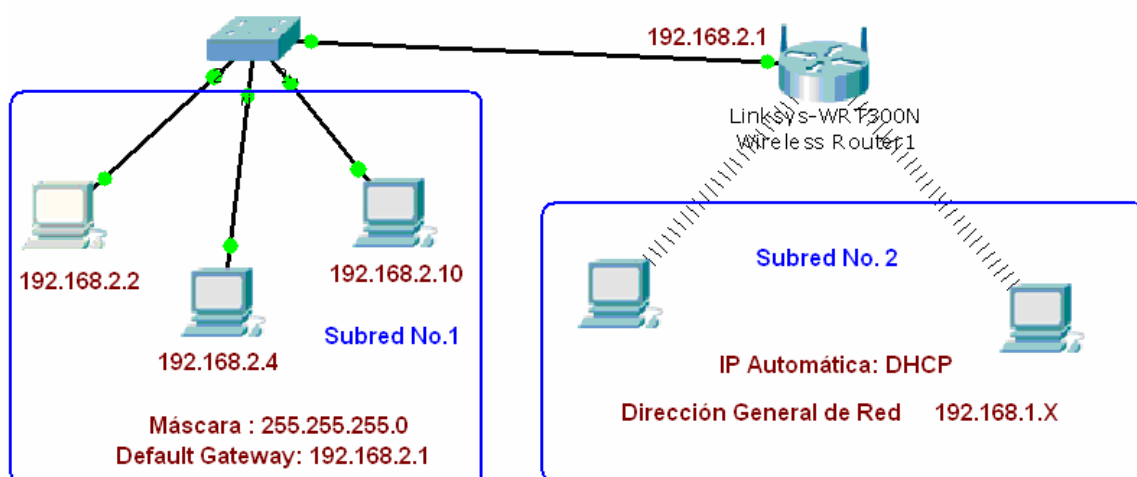 192.168.2.1
Linksys-WRT300N
Wireless Router1
192.168.2.2
192.168.2.10
192.168.2.4
Subred No.1
Máscara : 255.255.255.0
Default Gateway: 192.168.2.1
Subred No. 2
IP Automática: DHCP
Dirección General de Red 192.168.1.X